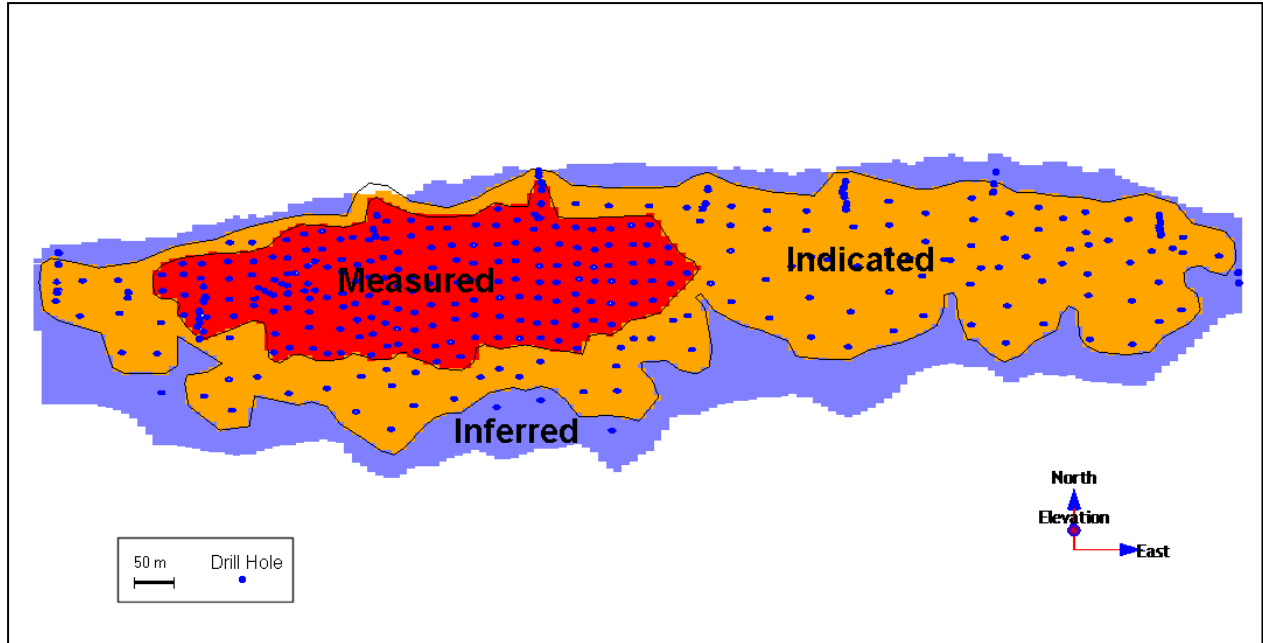 Indicated
Measured
Inferred
North
Elevation
East
50 m
Drill Hole